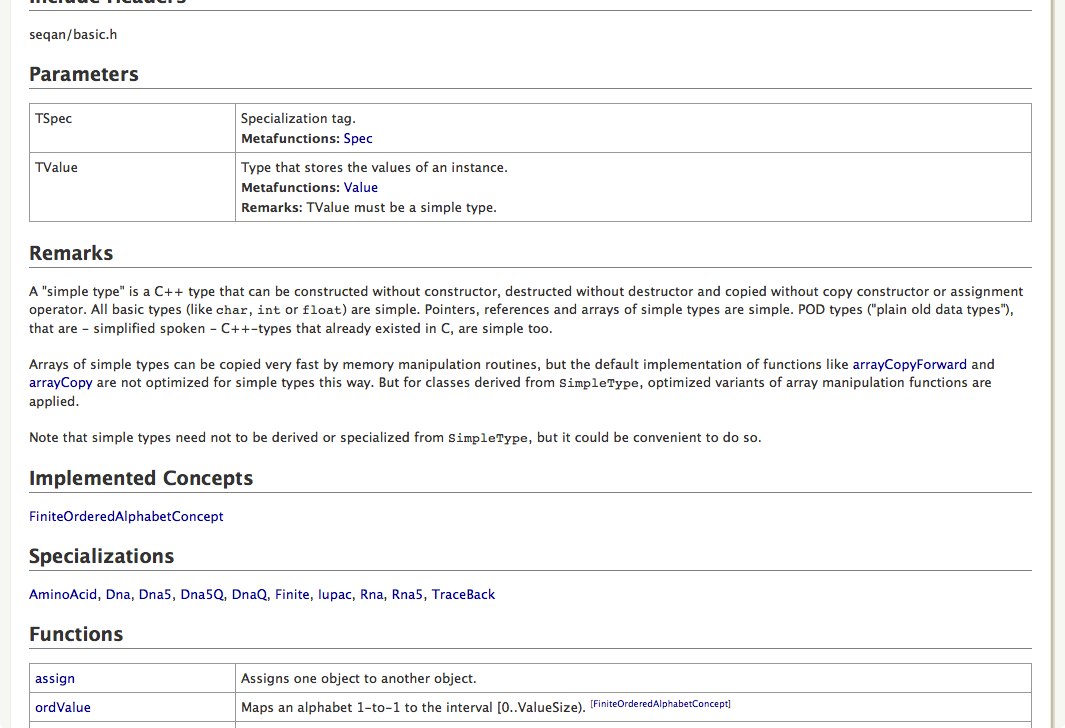 Include Headers
seqan/basic.h
Parameters
TSpec
Specialization tag.
Metafunctions: Spec
TValue
Type that stores the values of an instance.
Metafunctions: Value
Remarks: TValue must be a simple type.
Remarks
A "simple type" is a C++ type that can be constructed without constructor, destructed without destructor and copied without copy constructor or assignment
operator. All basic types (like char, int or float) are simple. Pointers, references and arrays of simple types are simple. POD types ("plain old data types"),
that are - simplified spoken - C++-types that already existed in C, are simple too.
Arrays of simple types can be copied very fast by memory manipulation routines, but the default implementation of functions like arrayCopyForward and
arrayCopy are not optimized for simple types this way. But for classes derived from SimpleType, optimized variants of array manipulation functions are
applied.
Note that simple types need not to be derived or specialized from SimpleType, but it could be convenient to do so.
Implemented Concepts
FiniteOrderedAlphabetConcept
Specializations
AminoAcid, Dna, Dna5, Dna5Q, DnaQ, Finite, Iupac, Rna, Rna5, TraceBack
Functions
assign
Assigns one object to another object.
ordValue
Maps an alphabet 1-to-1 to the interval [0..ValueSize). [FiniteOrderedAlphabetConcept]